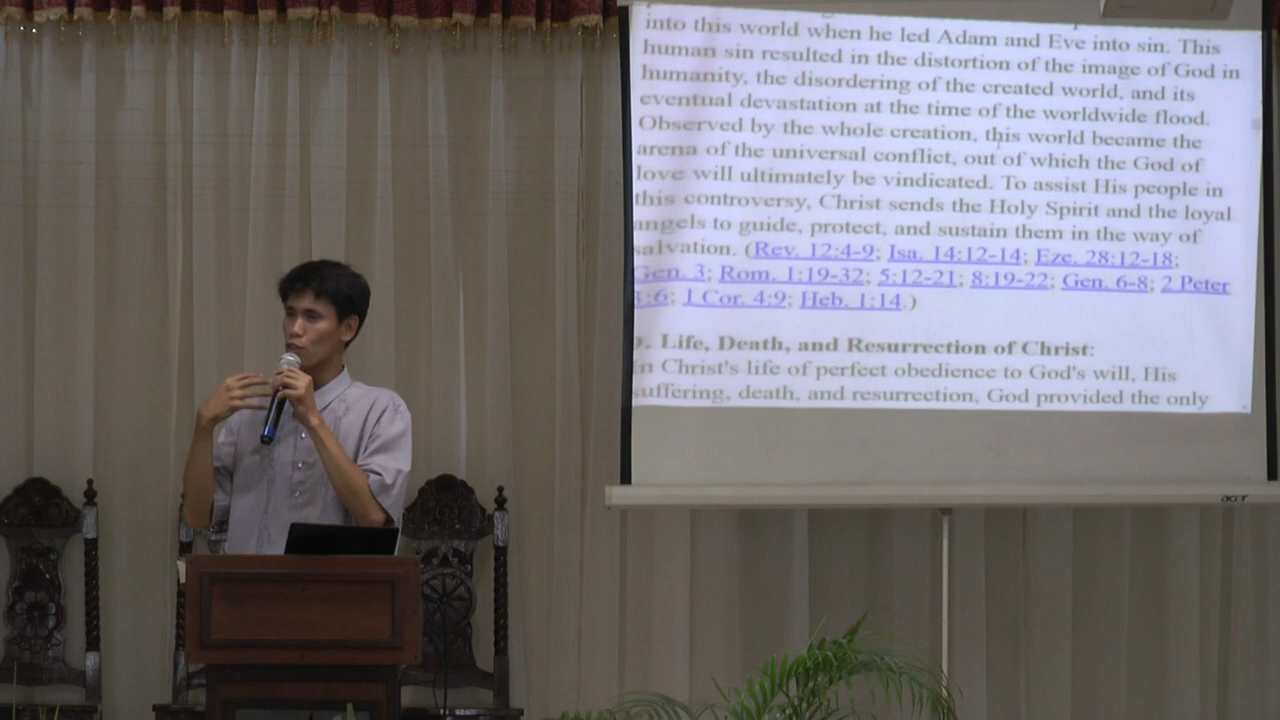 into this world when he led Adam and Eve into sin. This
human sin resulted in the distortion of the image of God in
humanity, the disordering of the created world, and its
eventual devastation at the time of the worldwide flood.
Observed by the whole creation, this world became the
arena of the universal conflict, out of which the God of
love will ultimately be vindicated. To assist His people in
this controversy, Christ sends the Holy Spirit and the loyal
angels to guide, protect, and sustain them in the way of
salvation. (Rev. 12:4-9; Isa. 14:12-14; Eze. 28:12-18;
Gen. 3; Rom. 1:19-32; 5:12-21; 8:19-22; Gen. 6-8; 2 Peter
3:6; 1 Cor. 4:9; Heb. 1:14.)
Life, Death, and Resurrection of Christ:
In Christ's life of perfect obedience to God's will, His
suffering, death, and resurrection, God provided the only
acer